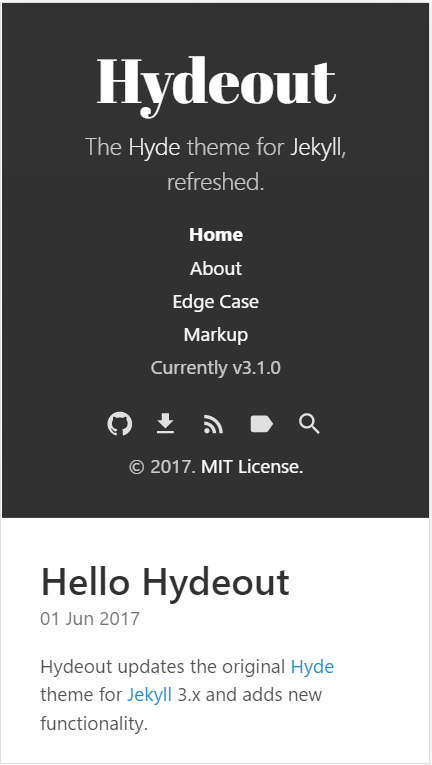 Hydeout
The Hyde theme for Jekyll,
refreshed.
Home
About
Edge Case
Markup
Currently v3.1.0
© 2017. MIT License.
Hello Hydeout
01 Jun 2017
Hydeout updates the original Hyde
theme for Jekyll 3.x and adds new
functionality.